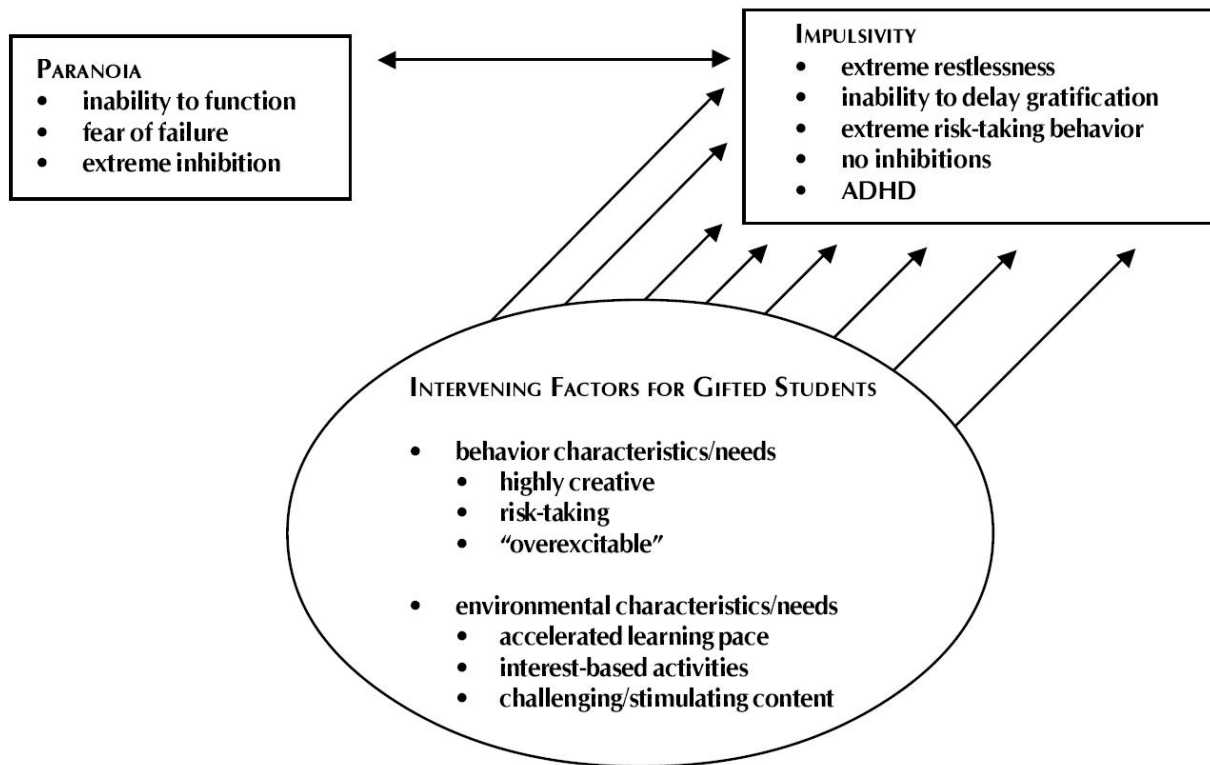 PARANOIA
• inability to function
• fear of failure
• extreme inhibition
IMPULSIVITY
• extreme restlessness
• inability to delay gratification
• extreme risk-taking behavior
• no inhibitions
• ADHD
INTERVENING FACTORS FOR GIFTED STUDENTS
• behavior characteristics/needs
• highly creative
• risk-taking
• “overexcitable”
• environmental characteristics/needs
• accelerated learning pace
• interest-based activities
• challenging/stimulating content